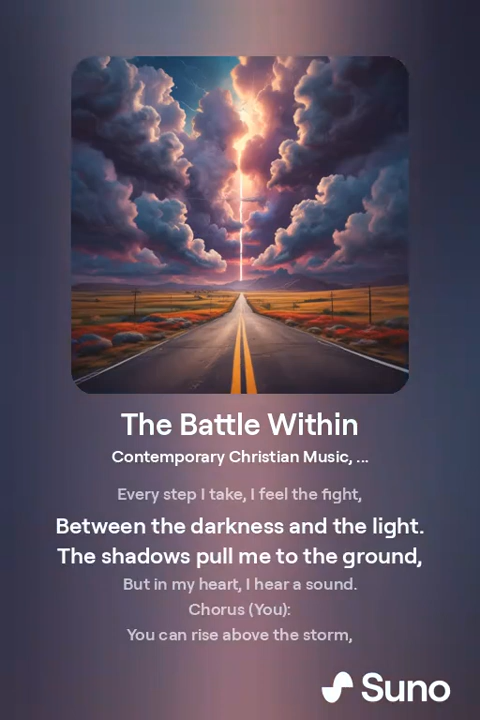 The Battle Within
Contemporary Christian Music, ...
Every step I take, I feel the fight,
Between the darkness and the light.
The shadows pull me to the ground,
But in my heart, I hear a sound.
Chorus (You):
You can rise above the storm,
Suno